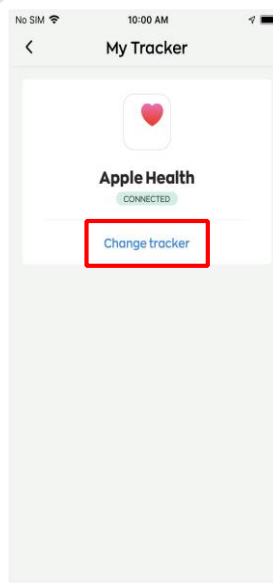 No SIM 10:00 AM
My Tracker
Apple Health
CONNECTED
Change tracker